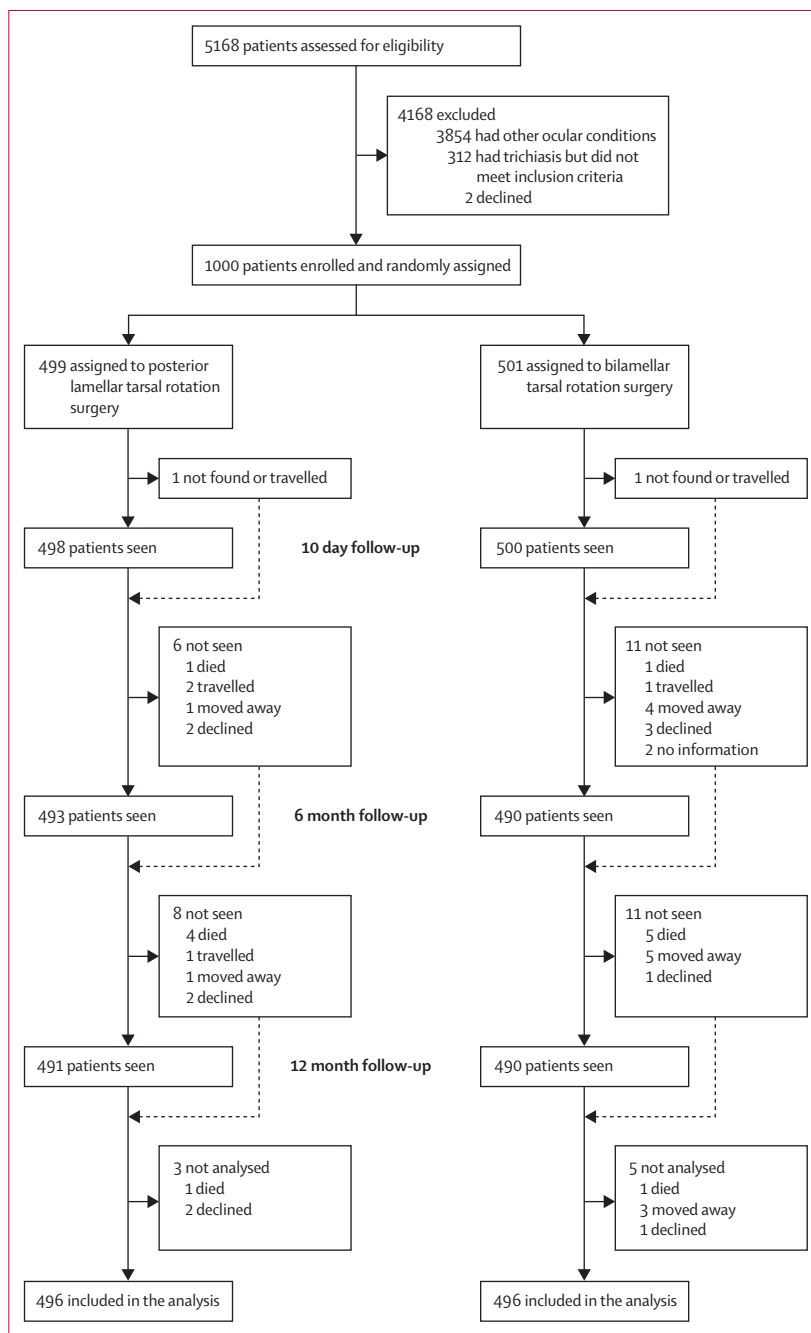 5168 patients assessed for eligibility
4168 excluded
3854 had other ocular conditions
312 had trichiasis but did not
meet inclusion criteria
2 declined
1000 patients enrolled and randomly assigned
499 assigned to posterior
lamellar tarsal rotation
surgery
501 assigned to bilamellar
tarsal rotation surgery
1 not found or travelled
1 not found or travelled
498 patients seen
10 day follow-up
500 patients seen
6 not seen
1 died
2 travelled
1 moved away
2 declined
11 not seen
1 died
1 travelled
4 moved away
3 declined
2 no information
493 patients seen
6 month follow-up
490 patients seen
8 not seen
4 died
1 travelled
1 moved away
2 declined
11 not seen
5 died
5 moved away
1 declined
491 patients seen
12 month follow-up
490 patients seen
3 not analysed
1 died
2 declined
5 not analysed
1 died
3 moved away
1 declined
496 included in the analysis
496 included in the analysis